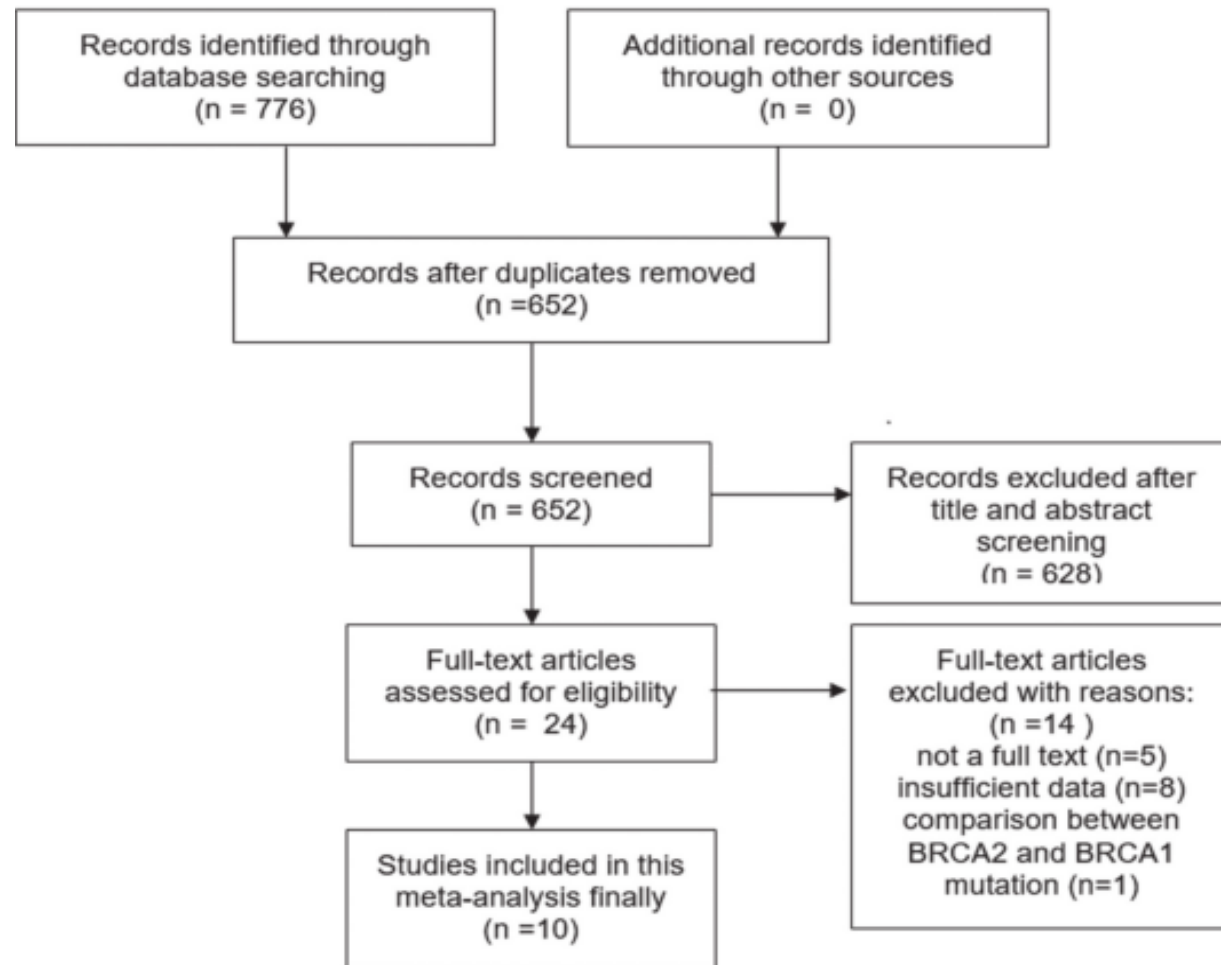 Records identified through
database searching
(n = 776)
Additional records identified
through other sources
(n = 0)
Records after duplicates removed
(n =652)
Records screened
(n = 652)
Records excluded after
title and abstract
screening
(n = 628)
Full-text articles
assessed for eligibility
(n = 24)
Full-text articles
excluded with reasons:
(n =14 )
not a full text (n=5)
insufficient data (n=8)
comparison between
BRCA2 and BRCA1
mutation (n=1)
Studies included in this
meta-analysis finally
(n =10)